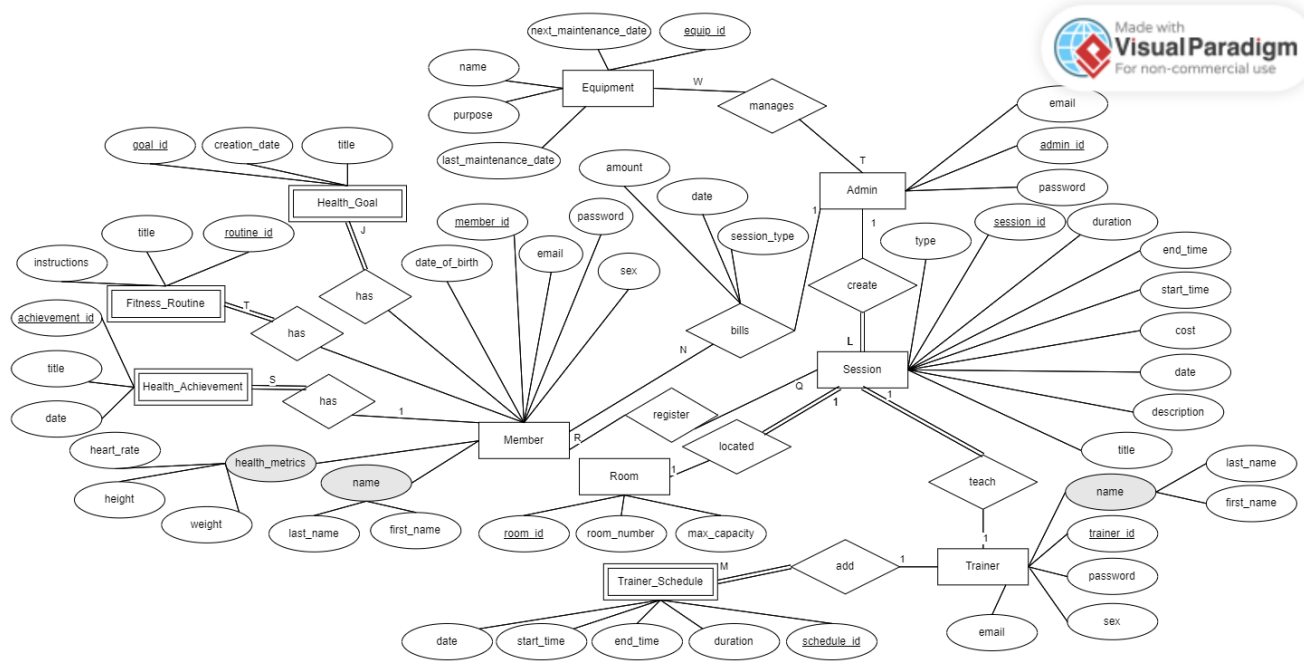 Made with
Visual Paradigm
For non-commercial use
next_maintenance_date
equip_id
name
Equipment
W
manages
purpose
last_maintenance_date
email
admin_id
password
T
Admin
goal_id
creation_date
title
Health_Goal
J
has
title
routine_id
instructions
Fitness_Routine
T
has
achievement_id
title
date
Health_Achievement
S
has
1
member_id
password
date_of_birth
email
sex
amount
date
session_type
1
bills
N
1
create
L
type
session_id
duration
end_time
start_time
cost
date
description
title
Session
Q
register
R
Member
heart_rate
health_metrics
height
weight
name
last_name
first_name
1
located
1
Room
room_id
room_number
max_capacity
1
teach
1
name
last_name
first_name
trainer_id
password
sex
email
Trainer
1
add
M
Trainer_Schedule
date
start_time
end_time
duration
schedule_id